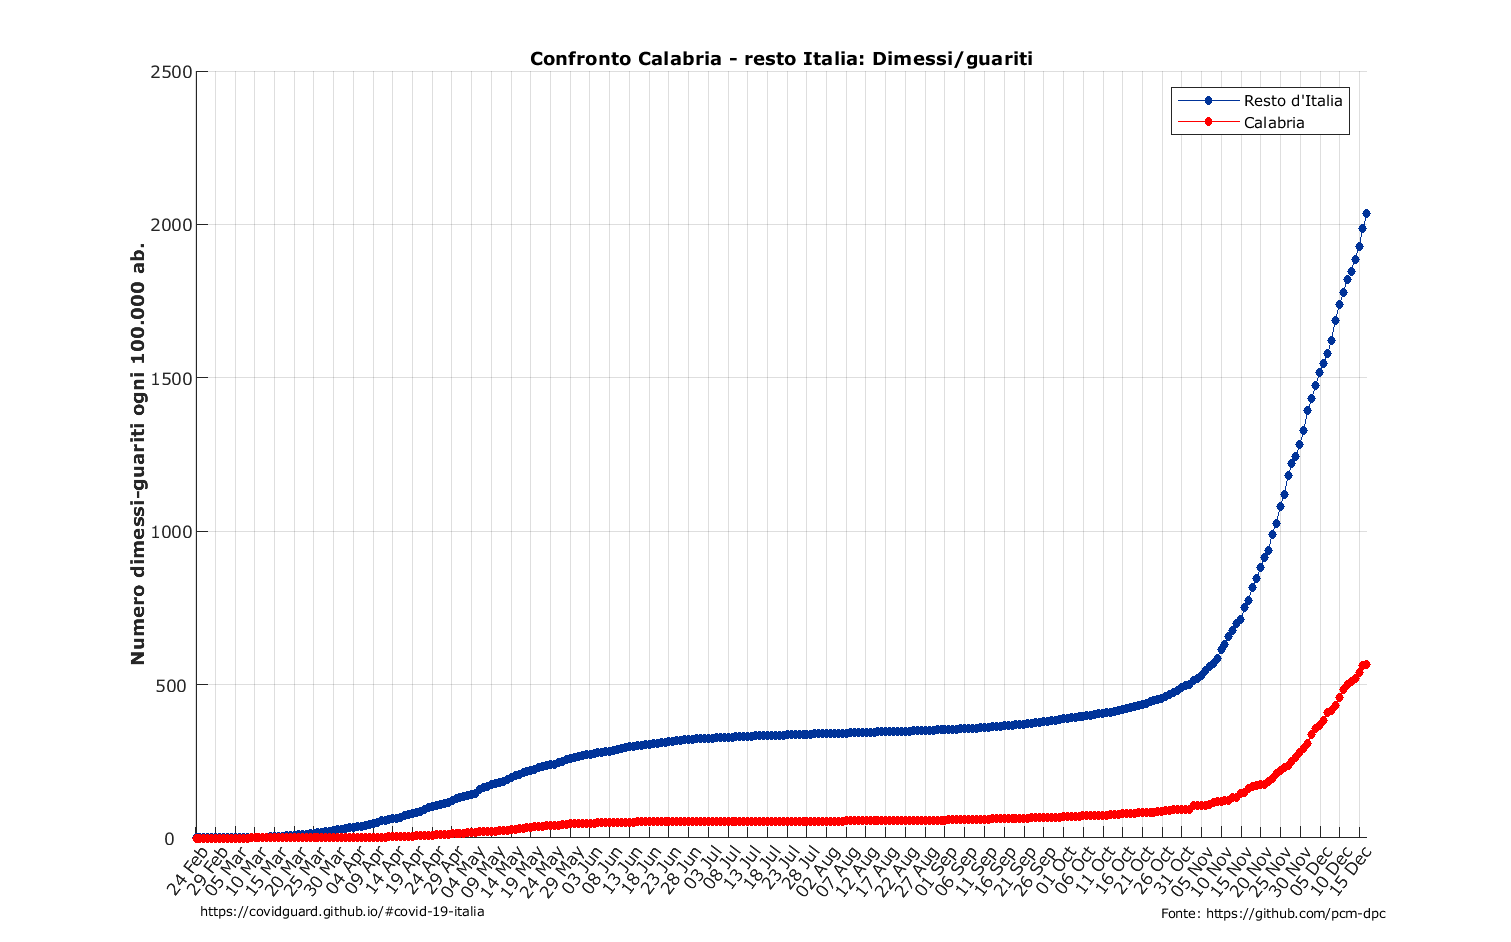 Confronto Calabria - resto Italia: Dimessi/guariti
Resto d'Italia
Calabria
Numero dimessi-guariti ogni 100.000 ab.
2500
2000
1500
1000
500
0
24 Feb
29 Feb
05 Mar
10 Mar
15 Mar
20 Mar
25 Mar
30 Mar
04 Apr
09 Apr
14 Apr
19 Apr
24 Apr
29 Apr
04 May
09 May
14 May
19 May
24 May
29 May
03 Jun
08 Jun
13 Jun
18 Jun
23 Jun
28 Jun
03 Jul
08 Jul
13 Jul
18 Jul
23 Jul
28 Jul
02 Aug
07 Aug
12 Aug
17 Aug
22 Aug
27 Aug
01 Sep
06 Sep
11 Sep
16 Sep
21 Sep
26 Sep
01 Oct
06 Oct
11 Oct
16 Oct
21 Oct
26 Oct
31 Oct
05 Nov
10 Nov
15 Nov
20 Nov
25 Nov
30 Nov
05 Dec
10 Dec
15 Dec
https://covidguard.github.io/#covid-19-italia
Fonte: https://github.com/pcm-dpc